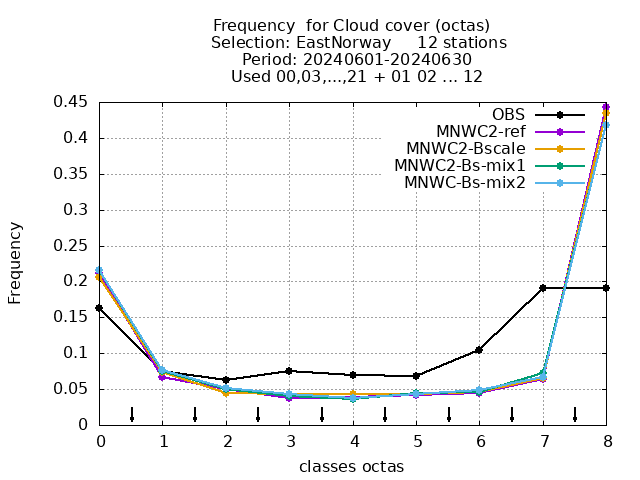 Frequency  for Cloud cover (octas)
Selection: EastNorway     12 stations
Period: 20240601-20240630
Used 00,03,...,21 + 01 02 ... 12
OBS
MNWC2-ref
MNWC2-Bscale
MNWC2-Bs-mix1
MNWC-Bs-mix2
Frequency
0.45
0.4
0.35
0.3
0.25
0.2
0.15
0.1
0.05
0
0 1 2 3 4 5 6 7 8
classes octas